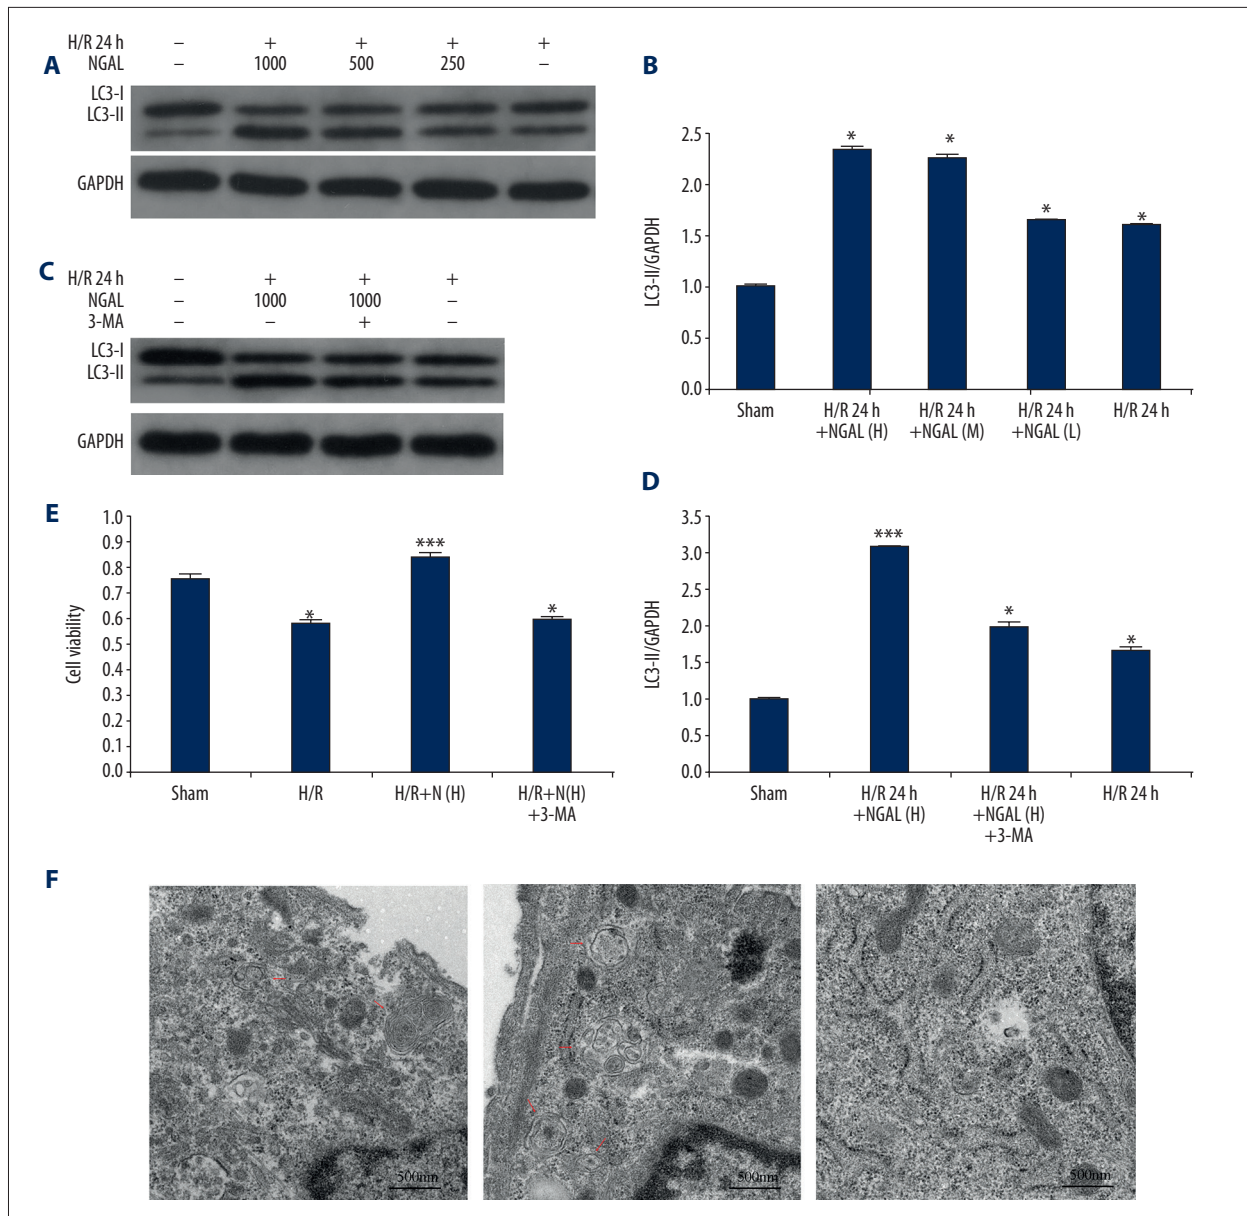 A
H/R 24 h – + + + +
NGAL – 1000 500 250 –
LC3-I
LC3-II
GAPDH
B
LC3-II/GAPDH
2.5
2.0
1.5
1.0
0.5
0.0
* * * *
Sham H/R 24 h H/R 24 h H/R 24 h H/R 24 h
+NGAL (H) +NGAL (M) +NGAL (L)
C
H/R 24 h – + + +
NGAL – 1000 1000 –
3-MA – – + –
LC3-I
LC3-II
GAPDH
D
LC3-II/GAPDH
3.5
3.0
2.5
2.0
1.5
1.0
0.5
0.0
*** * *
Sham H/R 24 h H/R 24 h H/R 24 h
+NGAL (H) +NGAL (H)
+3-MA
E
Cell viability
1.0
0.9
0.8
0.7
0.6
0.5
0.4
0.3
0.2
0.1
0.0
* *** *
Sham H/R H/R+N (H) H/R+N(H)
+3-MA
F
500nm 500nm 500nm